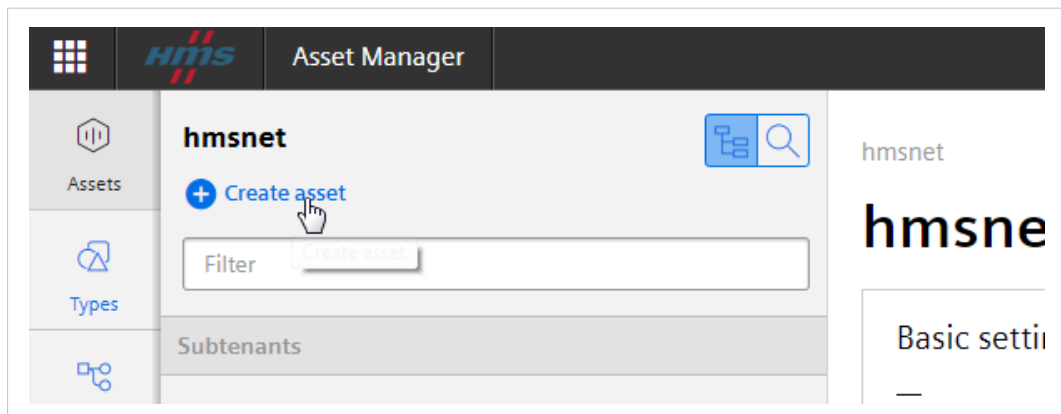 HMS
Asset Manager
Assets
Types
hmsnet
Create asset
Filter
Create asset
Subtenants
hmsnet
hmsne
Basic setti